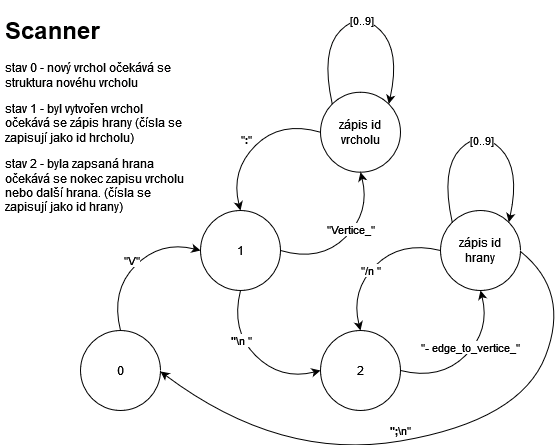 Scanner
stav 0 - nový vrchol očekává se
struktura novéhu vrcholu
stav 1 - byl vytvořen vrchol
očekává se zápis hrany (čísla se
zapisují jako id hrcholu)
stav 2 - byla zapsaná hrana
očekává se nokec zapisu vrcholu
nebo další hrana. (čísla se
zapisují jako id hrany)
[0..9]
zápis id
vrcholu
":"
[0..9]
"Vertice_"
zápis id
hrany
1
"V"
"/n "
"\n "
"- edge_to_vertice_"
0
2
";\n"